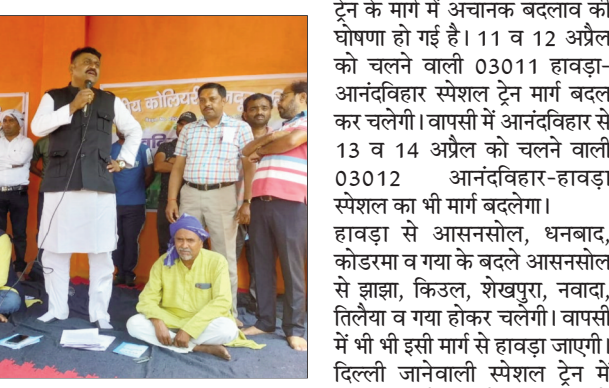 ीय कोलियरी
ट्रेन के मार्ग में अचानक बदलाव की
घोषणा हो गई है। 11 व 12 अप्रैल
को चलने वाली 03011 हावड़ा-
आनंदविहार स्पेशल ट्रेन मार्ग बदल
कर चलेगी। वापसी में आनंदविहार से
13 व 14 अप्रैल को चलने वाली
03012 आनंदविहार-हावड़ा
स्पेशल का भी मार्ग बदलेगा।
हावड़ा से आसनसोल, धनबाद,
कोडरमा व गया के बदले आसनसोल
से झाझा, किउल, शेखपुरा, नवादा,
तिलैया व गया होकर चलेगी। वापसी
में भी भी इसी मार्ग से हावड़ा जाएगी।
दिल्ली जानेवाली स्पेशल ट्रेन में